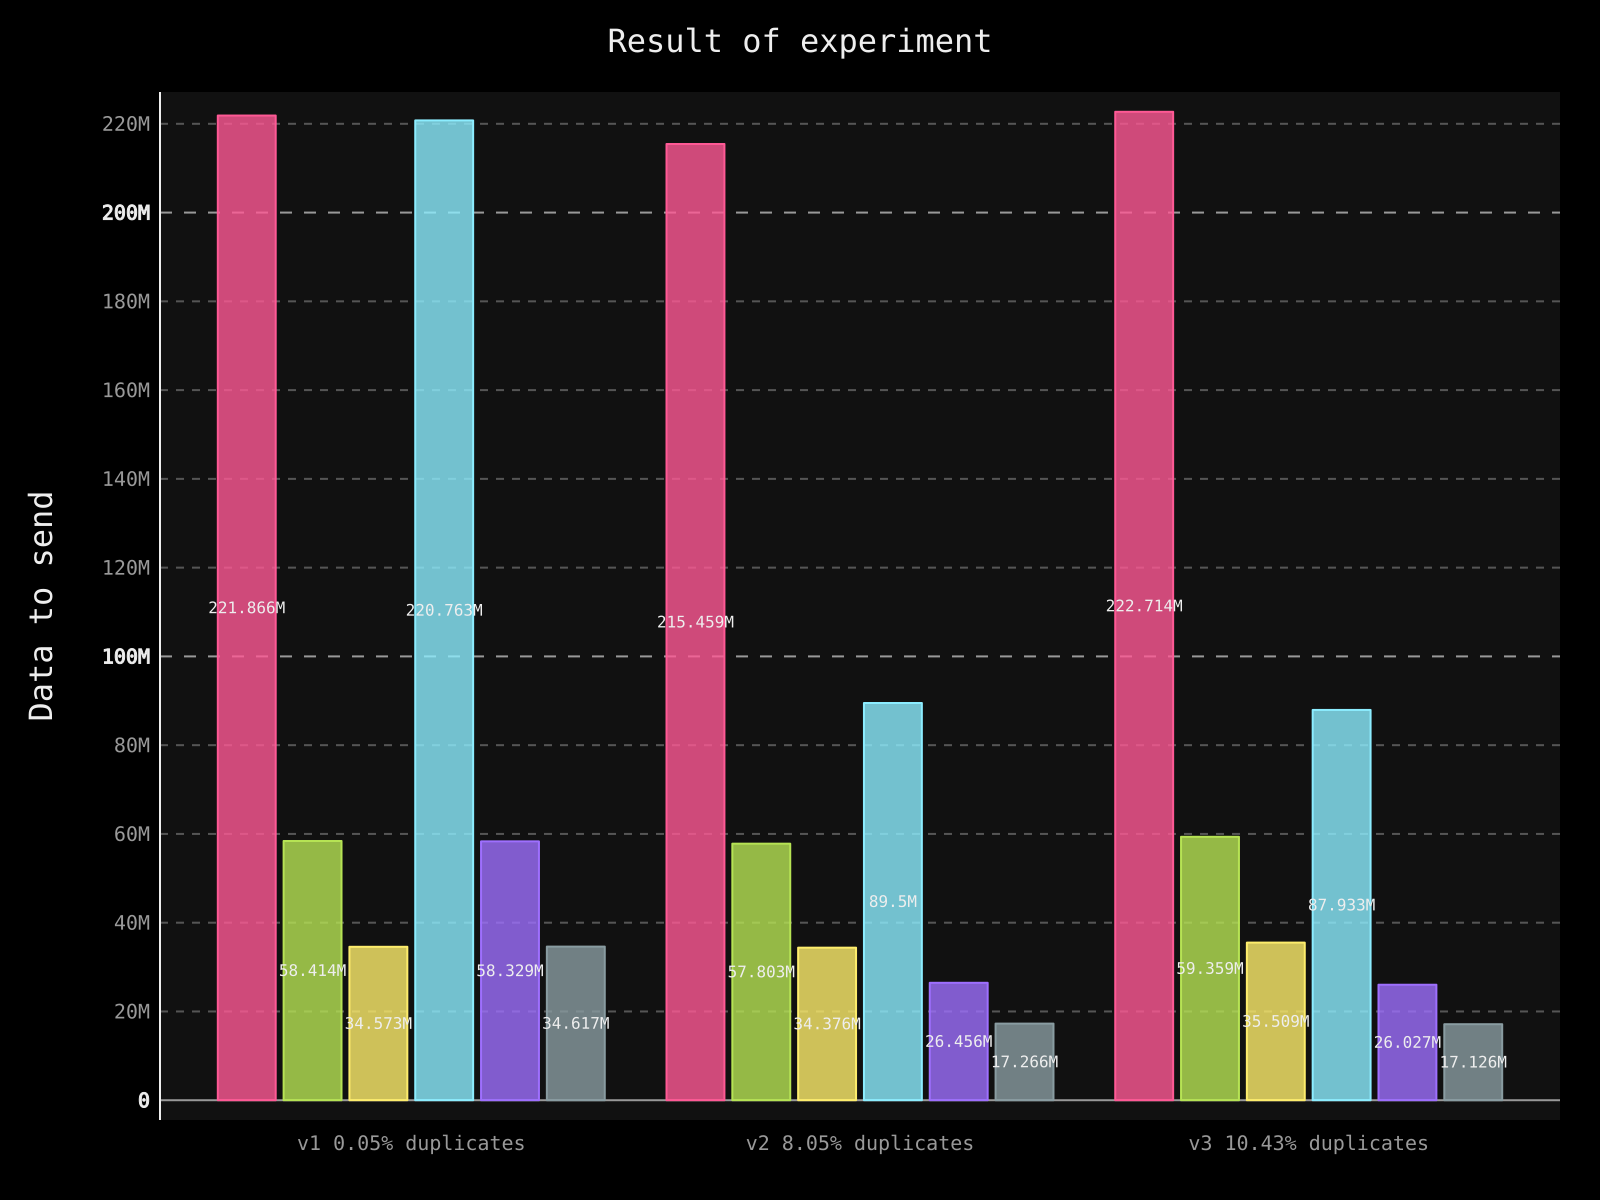 Result of experiment
Data to send
220M
200M
180M
160M
140M
120M
100M
80M
60M
40M
20M
0
221.866M
58.414M
34.573M
220.763M
58.329M
34.617M
215.459M
57.803M
34.376M
89.5M
26.456M
17.266M
222.714M
59.359M
35.509M
87.933M
26.027M
17.126M
v1 0.05% duplicates
v2 8.05% duplicates
v3 10.43% duplicates